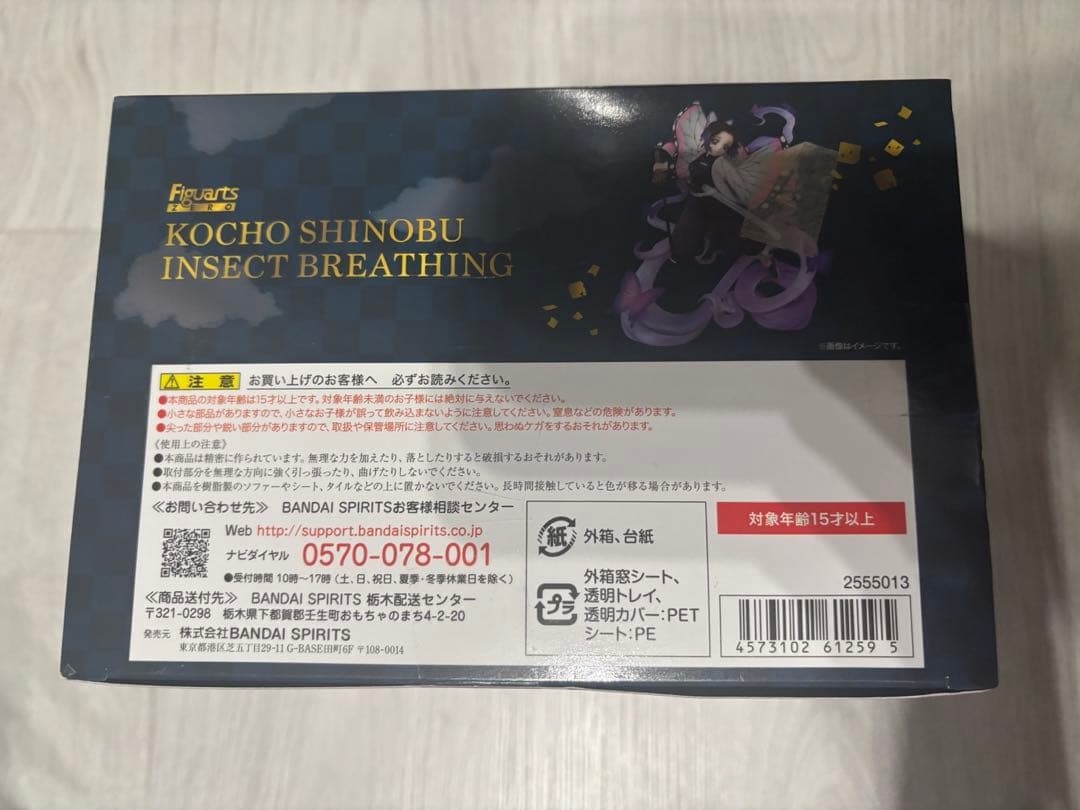 Figuarts
ZERO
KOCHO SHINOBU
INSECT BREATHING
※画像はイメージです。
注意 お買い上げのお客様へ 必ずお読みください。
●本商品の対象年齢は15才以上です。対象年齢未満のお子様には絶対に与えないでください。
●小さな部品がありますので、小さなお子様が誤って飲み込まないように注意してください。窒息などの危険があります。
●尖った部分や鋭い部分がありますので、取扱や保管場所に注意してください。思わぬケガをするおそれがあります。
《使用上の注意》
●本商品は精密に作られています。無理な力を加えたり、落としたりすると破損するおそれがあります。
●取付部分を無理な方向に強く引っ張ったり、曲げたりしないでください。
●本商品を樹脂製のソファーやシート、タイルなどの上に置かないでください。長時間接触していると色が移る場合があります。
≪お問い合わせ先≫ BANDAI SPIRITSお客様相談センター
Web http://support.bandaispirits.co.jp
ナビダイヤル 0570-078-001
●受付時間 10時~17時(土、日、祝日、夏季・冬季休業日を除く)
≪商品送付先≫ BANDAI SPIRITS 栃木配送センター
〒321-0298 栃木県下都賀郡壬生町おもちゃのまち4-2-20
発売元 株式会社BANDAI SPIRITS
東京都港区芝五丁目29-11 G-BASE田町6F 〒108-0014
紙 外箱、台紙
プラ 外箱窓シート、
透明トレイ、
透明カバー:PET
シート:PE
対象年齢15才以上
2555013
4573102 61259 5